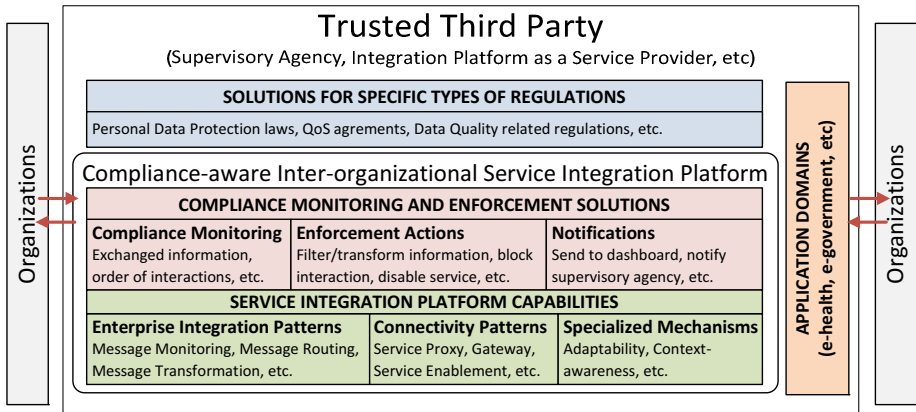 Trusted Third Party
(Supervisory Agency, Integration Platform as a Service Provider, etc)
Organizations
SOLUTIONS FOR SPECIFIC TYPES OF REGULATIONS
Personal Data Protection laws, QoS agrements, Data Quality related regulations, etc.
Compliance-aware Inter-organizational Service Integration Platform
COMPLIANCE MONITORING AND ENFORCEMENT SOLUTIONS
Compliance Monitoring
Exchanged information,
order of interactions, etc.
Enforcement Actions
Filter/transform information, block
interaction, disable service, etc.
Notifications
Send to dashboard, notify
supervisory agency, etc.
SERVICE INTEGRATION PLATFORM CAPABILITIES
Enterprise Integration Patterns
Message Monitoring, Message Routing,
Message Transformation, etc.
Connectivity Patterns
Service Proxy, Gateway,
Service Enablement, etc.
Specialized Mechanisms
Adaptability, Context-
awareness, etc.
APPLICATION DOMAINS
(e-health, e-government, etc)
Organizations